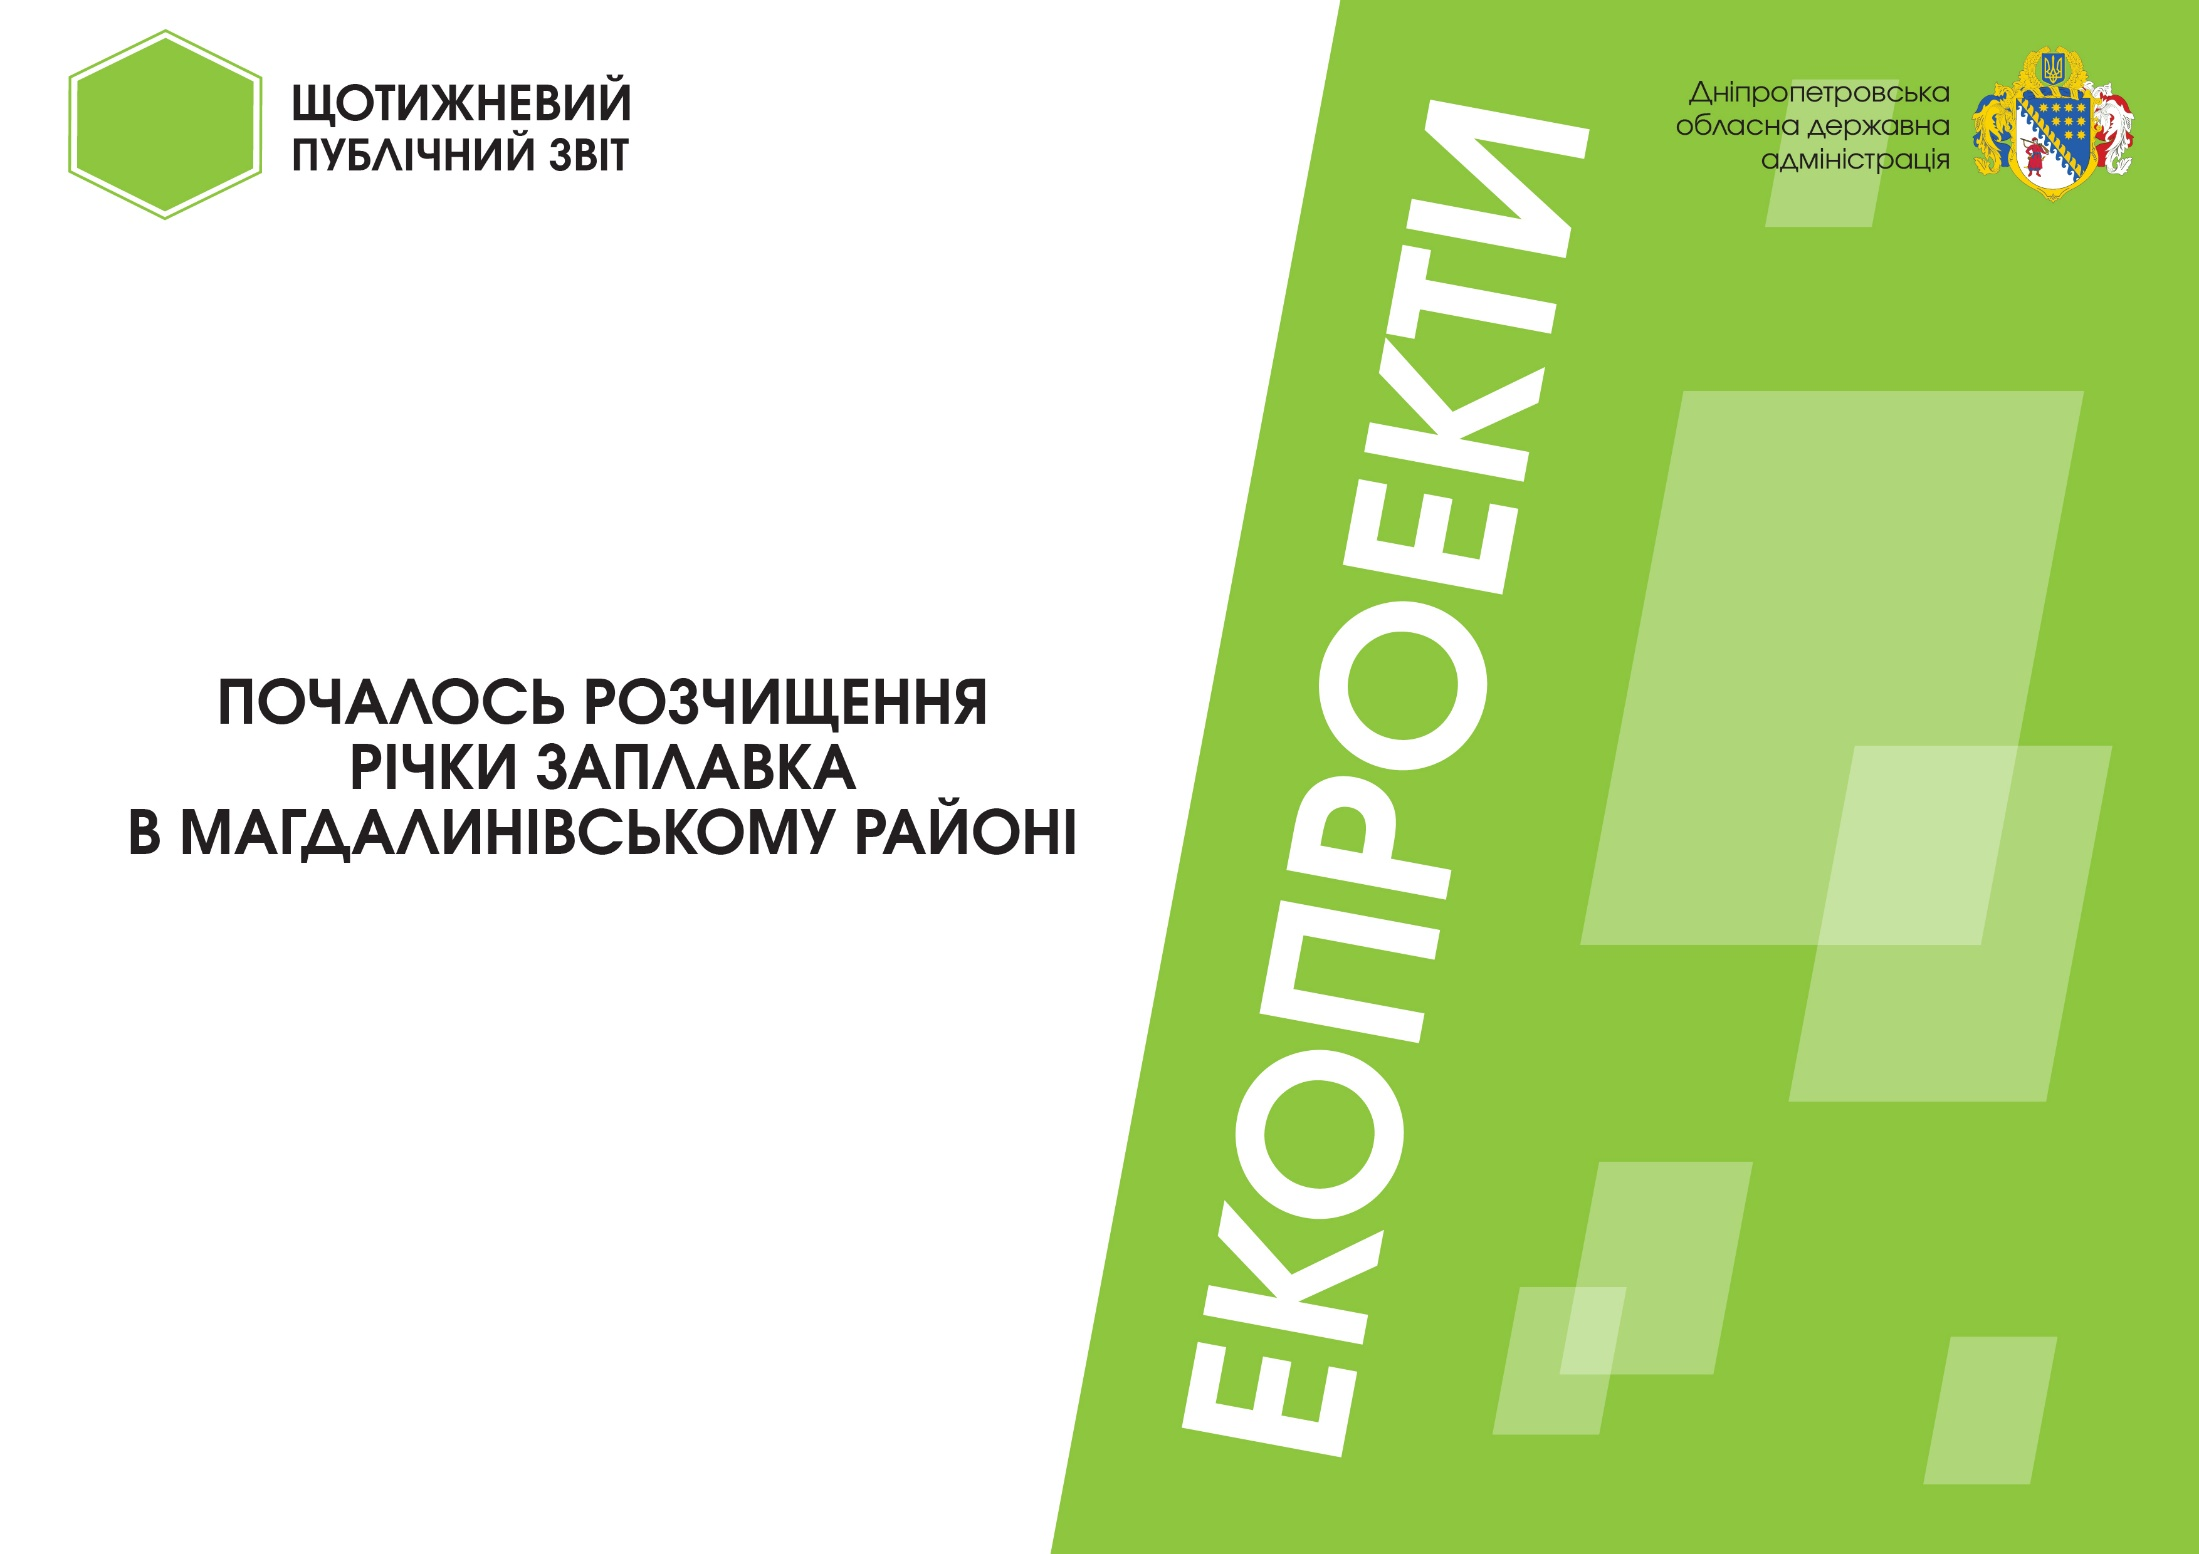 ЩОТИЖНЕВИЙ
ПУБЛІЧНИЙ ЗВІТ
Дніпропетровська
обласна державна
адміністрація
ПОЧАЛОСЬ РОЗЧИЩЕННЯ
РІЧКИ ЗАПЛАВКА
В МАГДАЛИНІВСЬКОМУ РАЙОНІ
ЕКОПРОЕКТИ